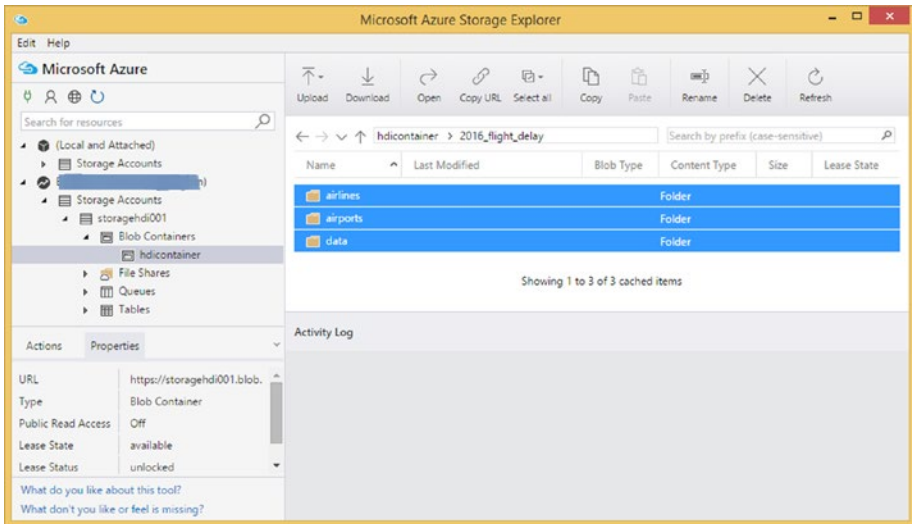 Microsoft Azure Storage Explorer
Edit Help
Microsoft Azure
Search for resources
(Local and Attached)
Storage Accounts
)
Storage Accounts
storagehdi001
Blob Containers
hdicontainer
File Shares
Queues
Tables
Actions Properties
URL https://storagehdi001.blob.
Type Blob Container
Public Read Access Off
Lease State available
Lease Status unlocked
What do you like about this tool?
What don't you like or feel is missing?
Upload Download Open Copy URL Select all Copy Paste Rename Delete Refresh
hdicontainer > 2016_flight_delay Search by prefix (case-sensitive)
Name Last Modified Blob Type Content Type Size Lease State
airlines Folder
airports Folder
data Folder
Showing 1 to 3 of 3 cached items
Activity Log